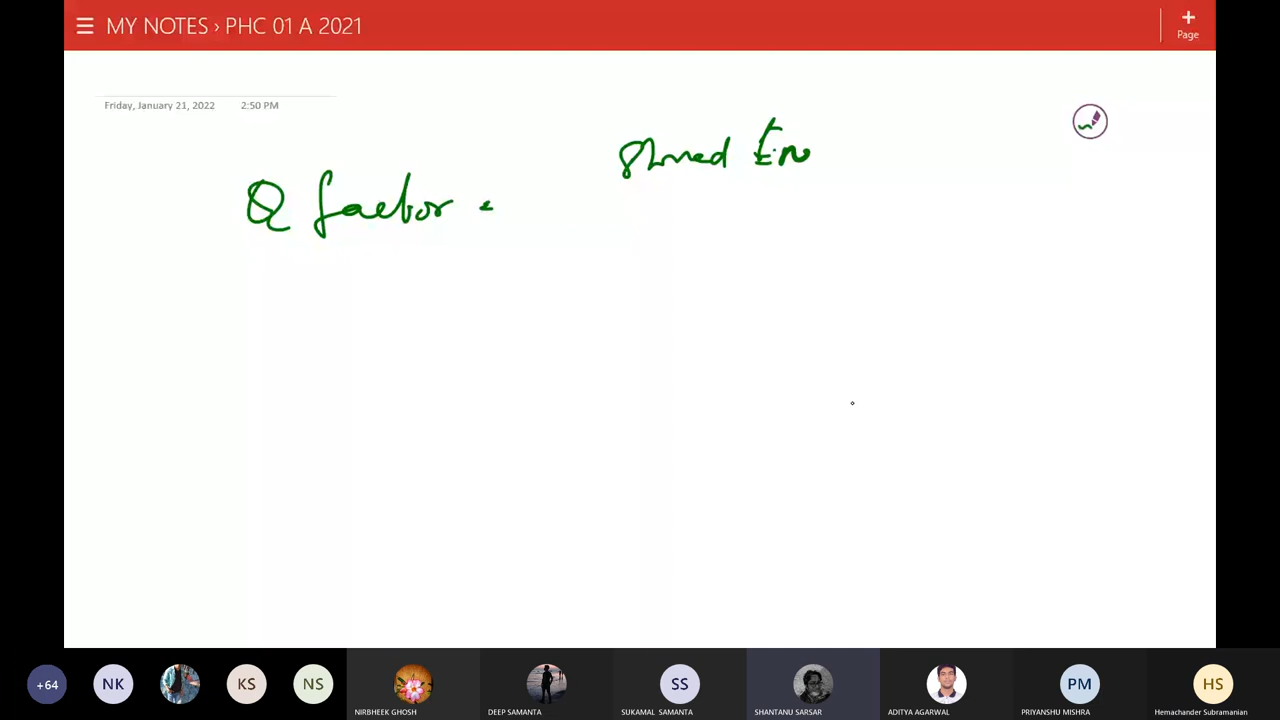 MY NOTES › PHC 01 A 2021
+
Page
Friday, January 21, 2022 2:50 PM
En
Q factor
+64 NK KS NS SS PM HS
NIRBHEEK GHOSH DEEP SAMANTA SUKAMAL SAMANTA SHANTANU SARSAR ADITYA AGARWAL PRIYANSHU MISHRA Hemachander Subramanian